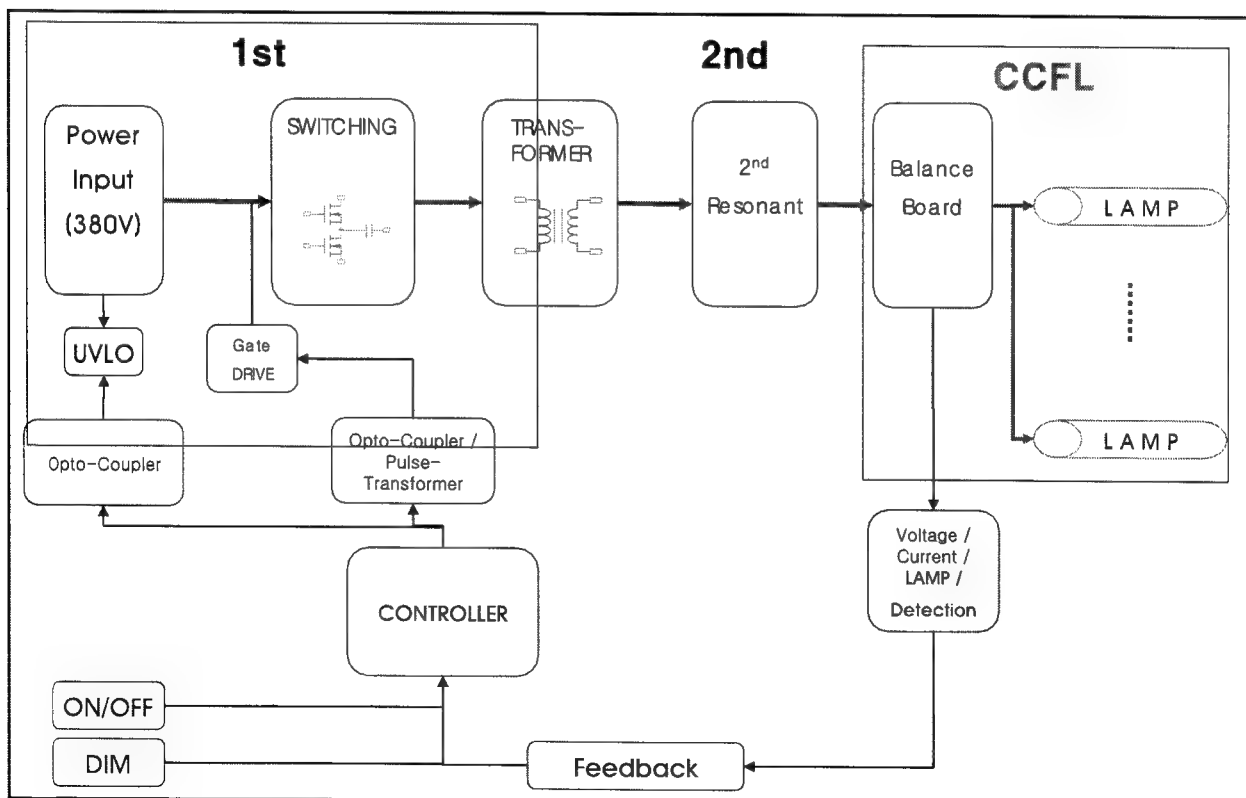 1st
2nd
CCFL
Power
Input
(380V)
SWITCHING
TRANS-
FORMER
2nd
Resonant
Balance
Board
LAMP
UVLO
Gate
DRIVE
Opto-Coupler
Opto-Coupler /
Pulse-
Transformer
LAMP
Voltage /
Current /
LAMP /
Detection
CONTROLLER
ON/OFF
DIM
Feedback